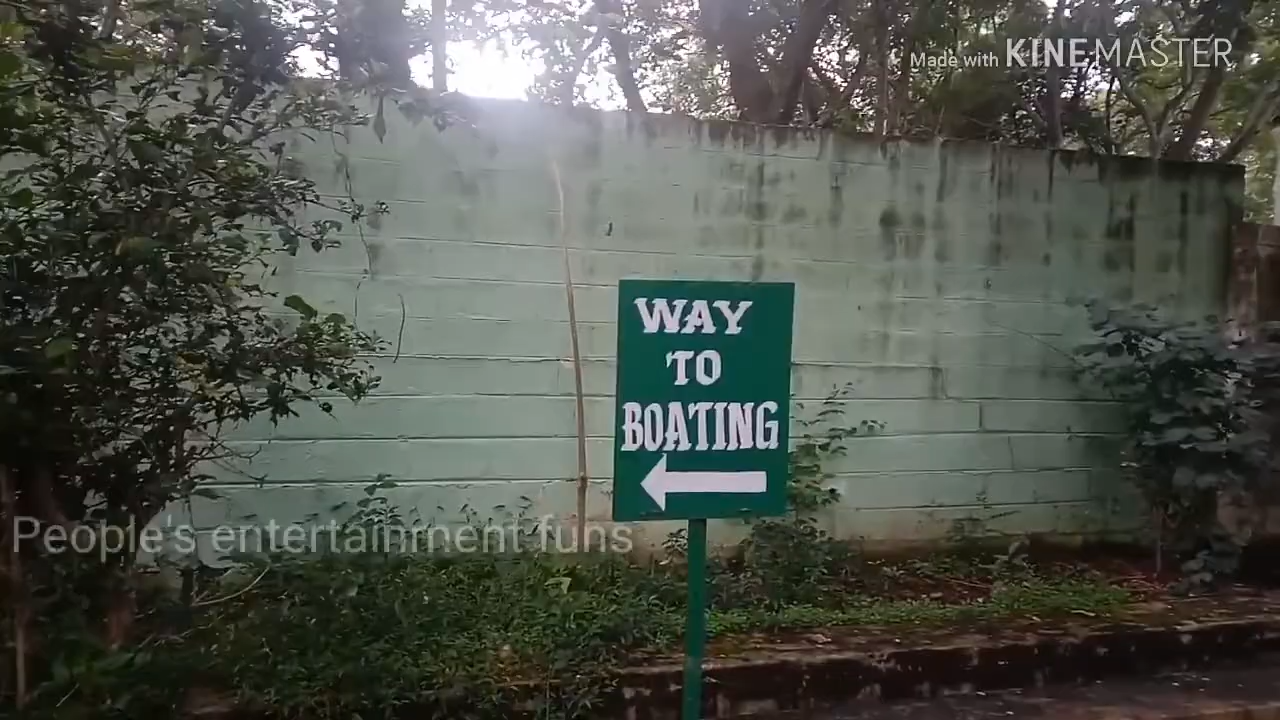 Made with KINEMASTER
WAY
TO
BOATING
People's entertainment funs